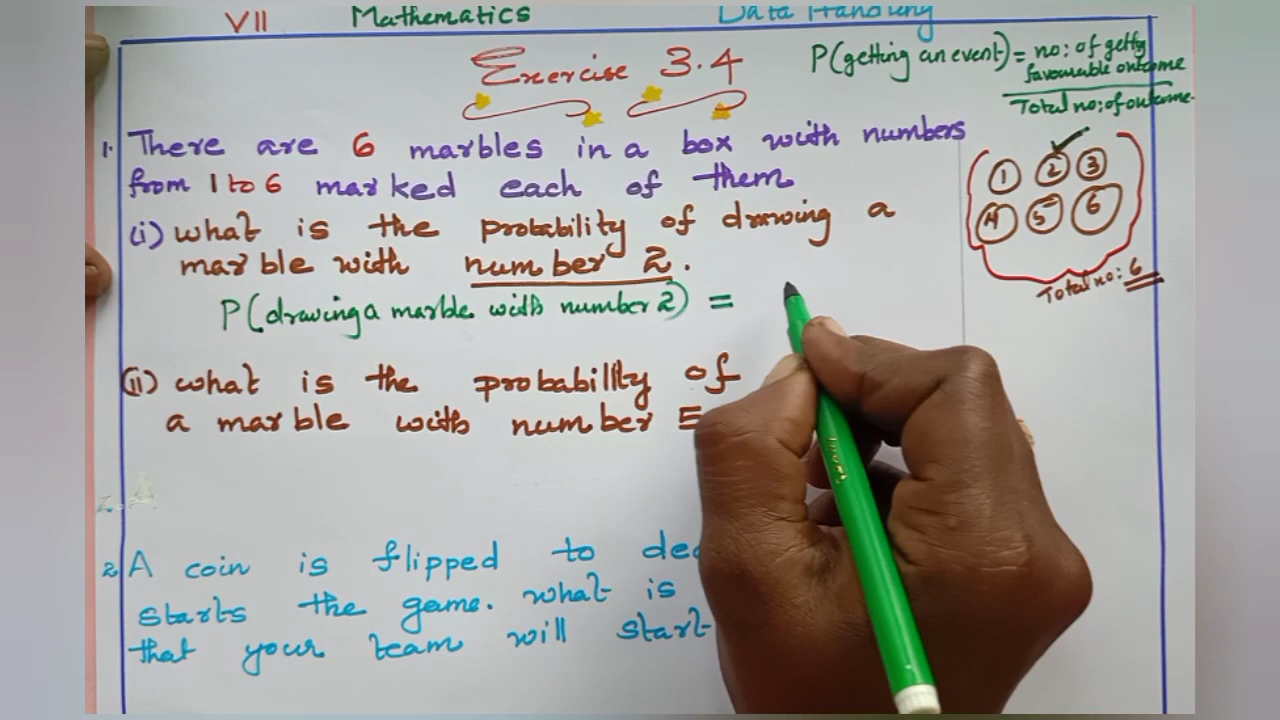 VII Mathematics Data Handling
Exercise 3.4
P(getting an event) = no: of gettg
favourable outcome
Total no; of outcome
1. There are 6 marbles in a box with numbers
from 1 to 6 marked each of them
1 2 3
4 5 6
Total no: 6
(i) what is the probability of drawing a
marble with number 2.
P(drawing a marble with number 2) =
(ii) what is the probability of
a marble with number 5
2. A coin is flipped to dec
starts the game. what is
that your team will start